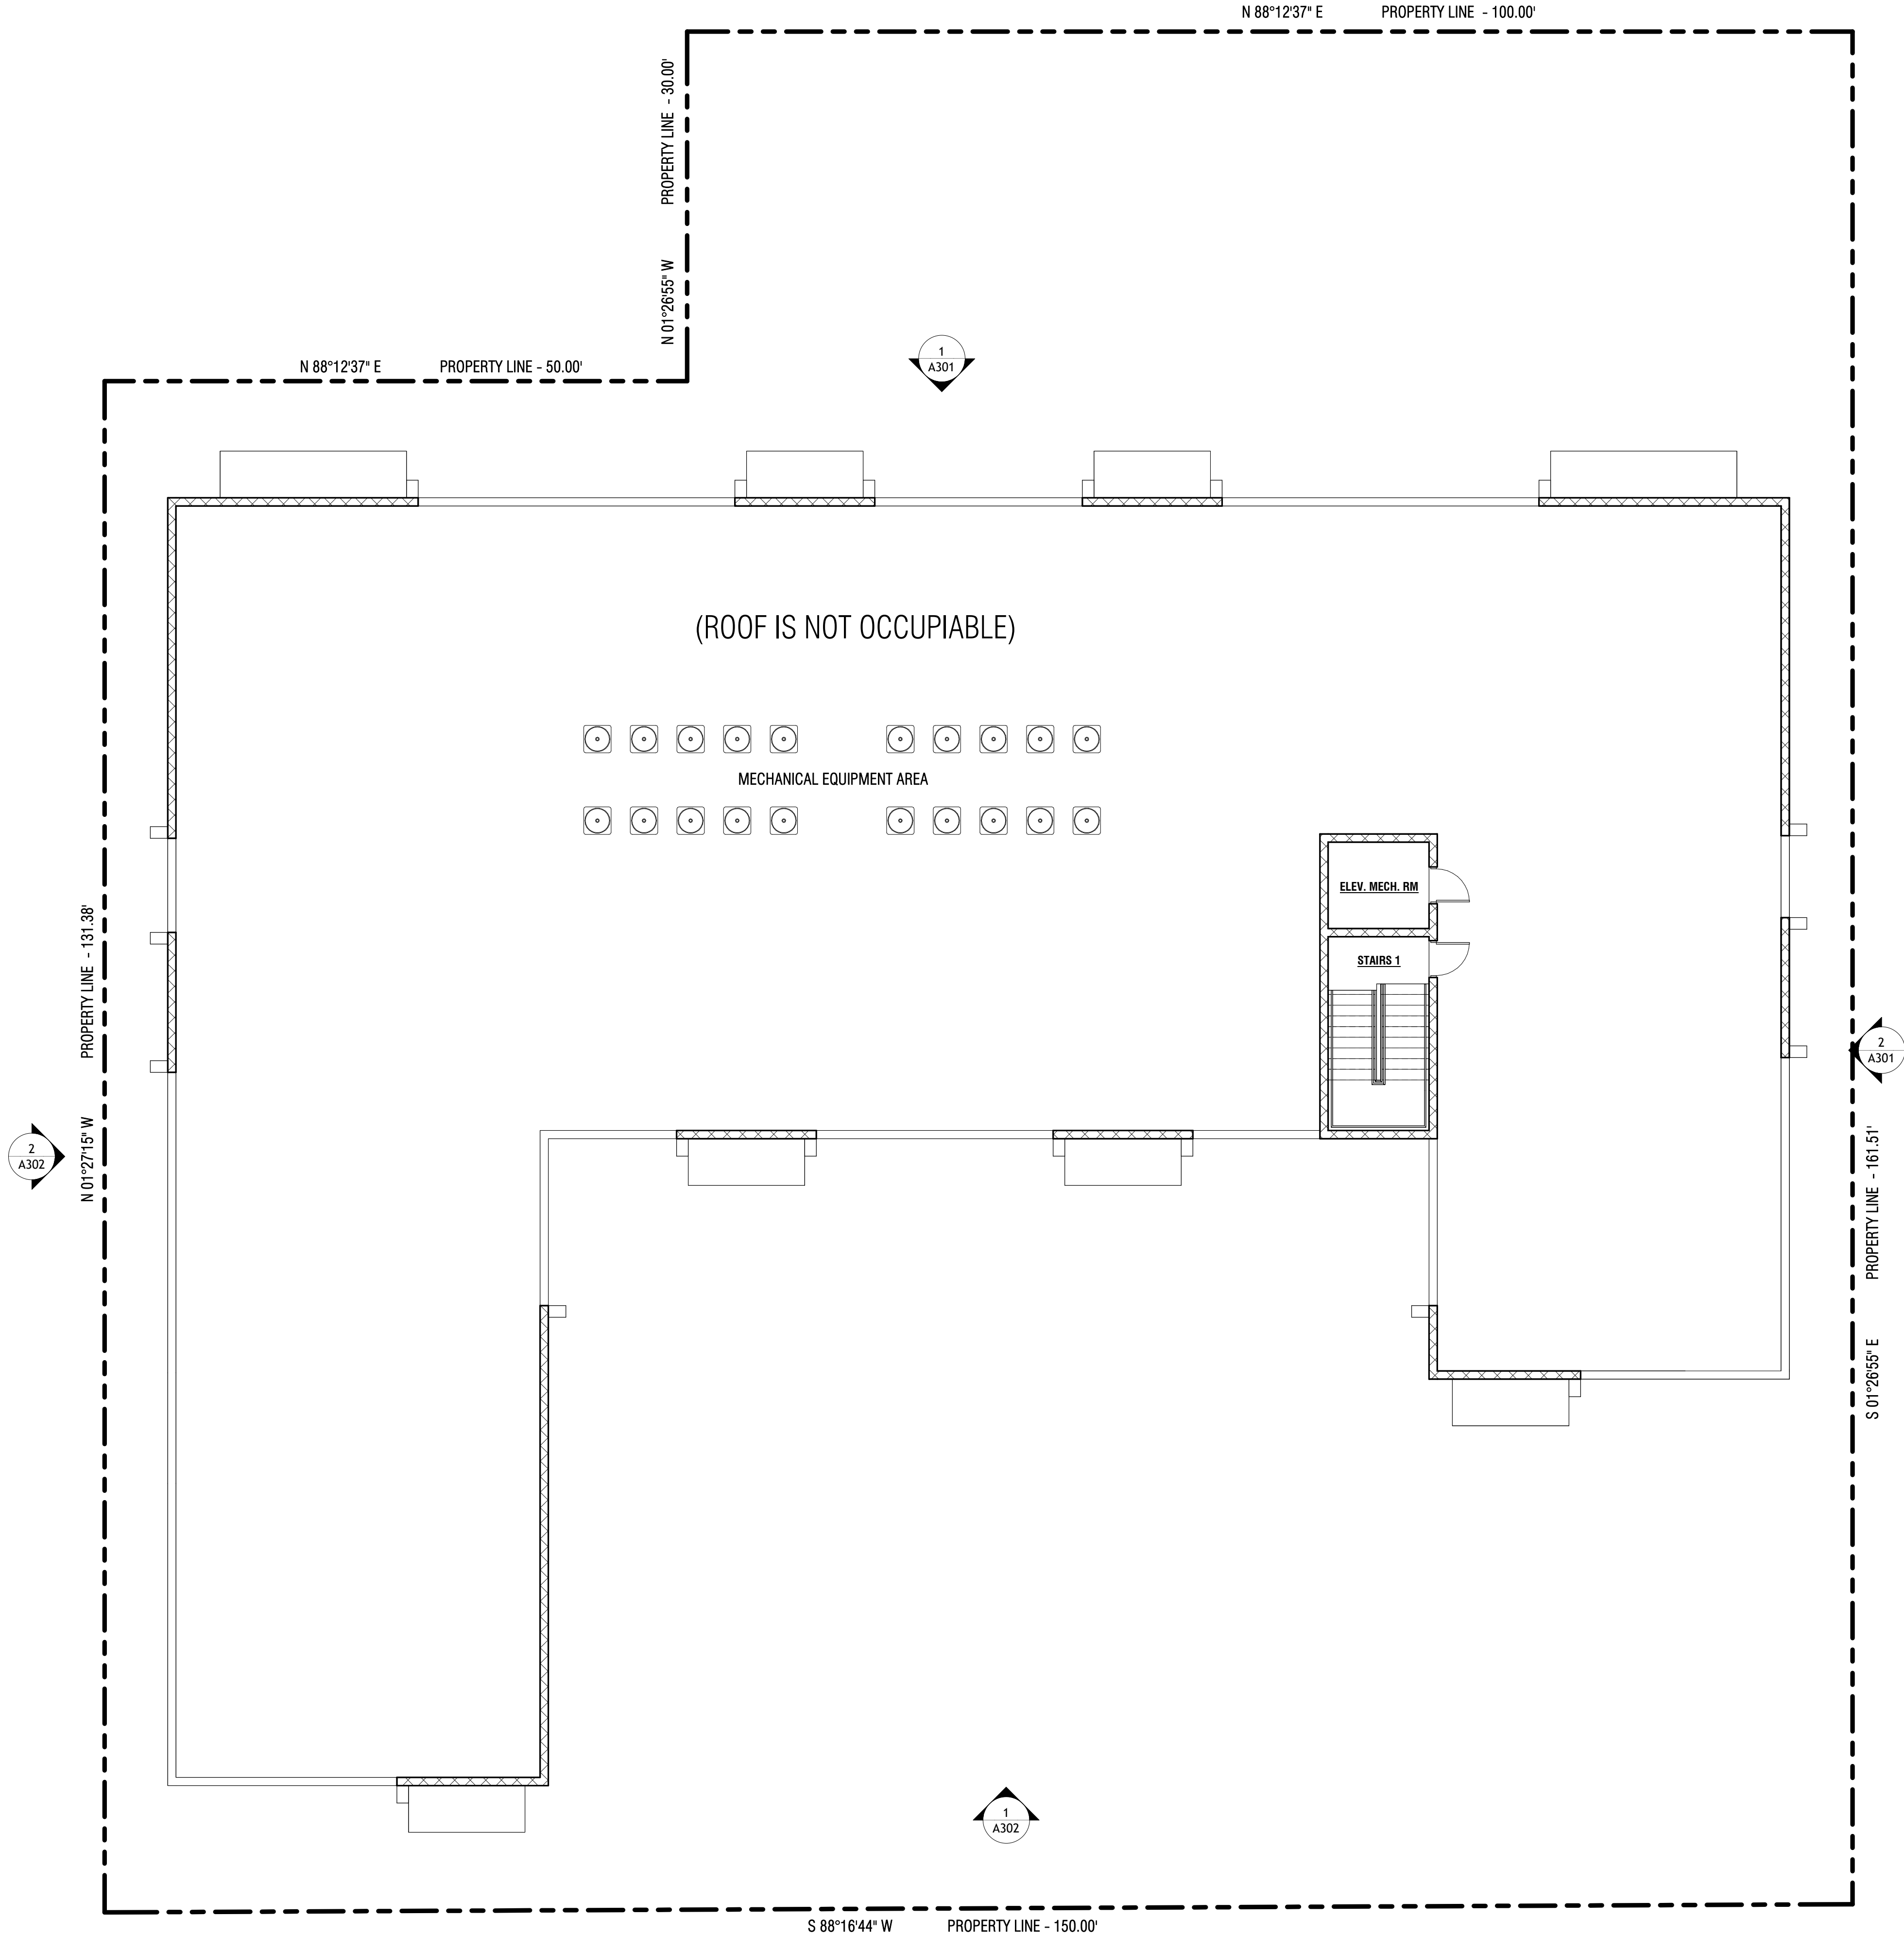 N 88°12'37" E PROPERTY LINE - 100.00'
PROPERTY LINE - 30.00'
N 01°26'55" W
N 88°12'37" E PROPERTY LINE - 50.00'
1
A301
(ROOF IS NOT OCCUPIABLE)
MECHANICAL EQUIPMENT AREA
ELEV. MECH. RM
STAIRS 1
PROPERTY LINE - 131.38'
N 01°27'15" W
2
A302
2
A301
PROPERTY LINE - 161.51'
S 01°26'55" E
1
A302
S 88°16'44" W PROPERTY LINE - 150.00'